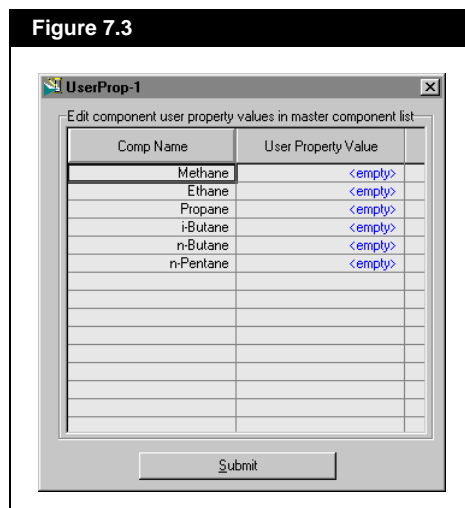 Figure 7.3
UserProp-1
Edit component user property values in master component list
Comp Name User Property Value
Methane <empty>
Ethane <empty>
Propane <empty>
i-Butane <empty>
n-Butane <empty>
n-Pentane <empty>
Submit